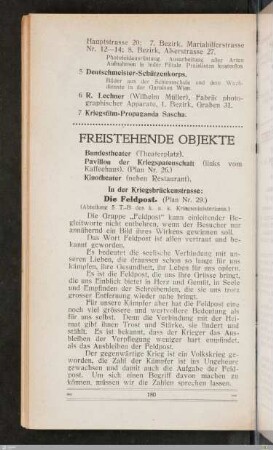 Hauptstrasse 20; 7. Bezirk, Mariahilferstrasse
Nr. 12—14; 8. Bezirk, Alserstrasse 27.
5 Deutschmeister-Schützenkorps.
6 R. Lechner (Wilhelm Müller), Fabrik photo-
graphischer Apparate, 1. Bezirk, Graben 31.
7 Kriegsfilm-Propaganda Sascha.
FREISTEHENDE OBJEKTE
Bundestheater (Theaterplatz).
Pavillon der Kriegspatenschaft (links vom
Kaffeehaus). (Plan Nr. 26.)
Kinotheater (neben Restaurant).
In der Kriegsbrückenstrasse:
Die Feldpost. (Plan Nr. 29.)
Die Gruppe „Feldpost" kann einleitender Be-
gleitworte nicht entbehren, wenn der Besucher nur
annähernd ein Bild ihres Wirkens gewinnen soll.
Das Wort Feldpost ist allen vertraut und be-
kannt geworden.
Es bedeutet die seelische Verbindung mit un-
seren Lieben, die draussen schon so lange für uns
kämpfen, ihre Gesundheit, ihr Leben für uns opfern.
Es ist die Feldpost, die uns ihre Grüsse bringt,
die uns Einblick bietet in Herz und Gemüt, in Seele
und Empfinden der Schreibenden, die sie uns trotz
grosser Entfernung wieder so nahe bringt.
Für unsere Kämpfer aber hat die Feldpost eine
noch viel grössere und wertvollere Bedeutung als
für uns selbst. Denn die Verbindung mit der Hei-
mat gibt ihnen Trost und Stärke, sie lindert und
stählt. Es ist bekannt, dass der Krieger das Aus-
bleiben der Verpflegung weniger hart empfindet,
als das Ausbleiben der Feldpost.
Der gegenwärtige Krieg ist ein Volkskrieg ge-
worden, die Zahl der Kämpfer ist ins Ungeheure
gewachsen und damit auch die Aufgabe der Feld-
post. Um sich einen Begriff davon machen zu
können, müssen wir die Zahlen sprechen lassen.
180